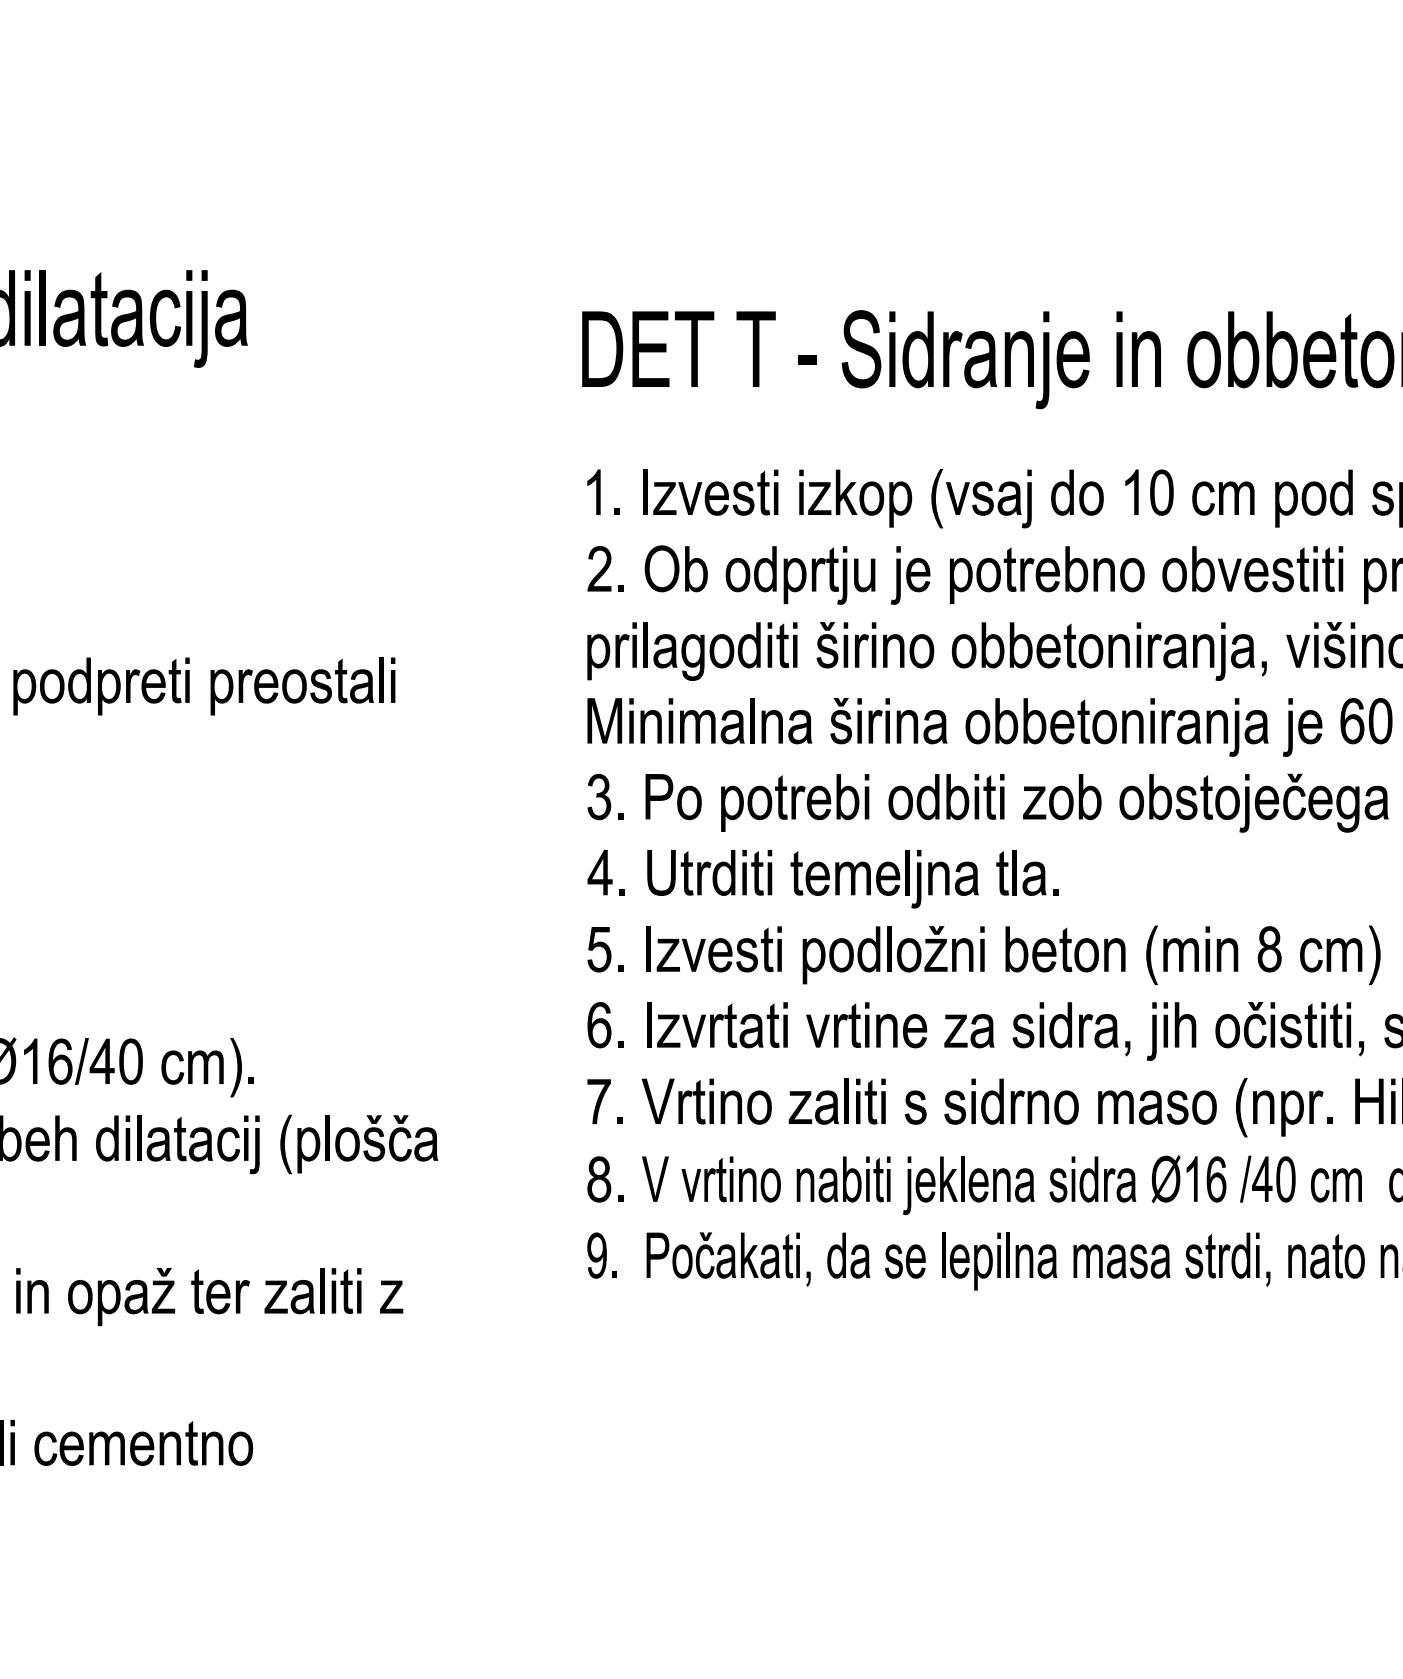 dilatacija
podpreti preostali
Ø16/40 cm).
beh dilatacij (plošča
in opaž ter zaliti z
li cementno
DET T - Sidranje in obbeto
1. Izvesti izkop (vsaj do 10 cm pod sp
2. Ob odprtju je potrebno obvestiti pr
prilagoditi širino obbetoniranja, višino
Minimalna širina obbetoniranja je 60
3. Po potrebi odbiti zob obstoječega
4. Utrditi temeljna tla.
5. Izvesti podložni beton (min 8 cm)
6. Izvrtati vrtine za sidra, jih očistiti, s
7. Vrtino zaliti s sidrno maso (npr. Hil
8. V vrtino nabiti jeklena sidra Ø16 /40 cm
9. Počakati, da se lepilna masa strdi, nato na